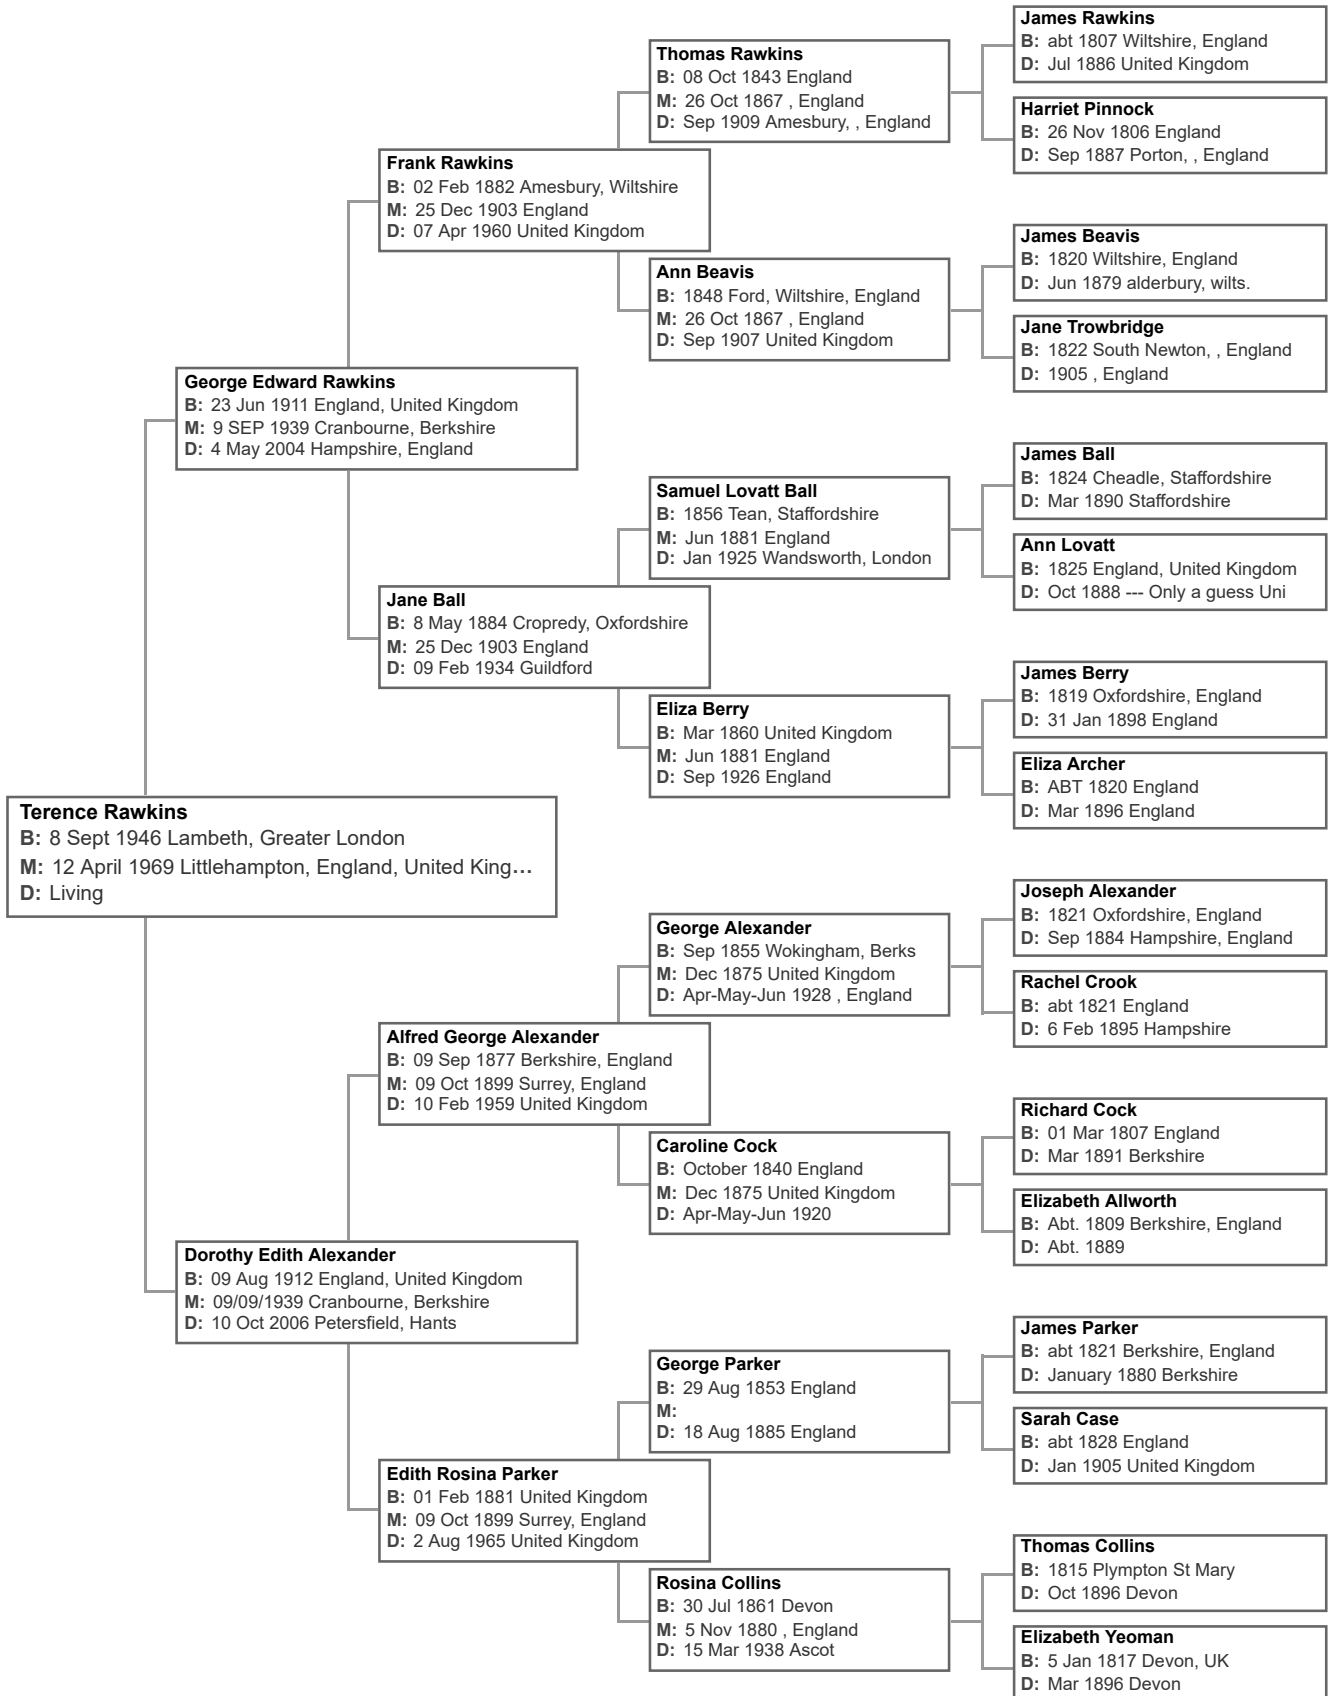 James Rawkins
B: abt 1807 Wiltshire, England
D: Jul 1886 United Kingdom
Thomas Rawkins
B: 08 Oct 1843 England
M: 26 Oct 1867 , England
D: Sep 1909 Amesbury, , England
Harriet Pinnock
B: 26 Nov 1806 England
D: Sep 1887 Porton, , England
Frank Rawkins
B: 02 Feb 1882 Amesbury, Wiltshire
M: 25 Dec 1903 England
D: 07 Apr 1960 United Kingdom
James Beavis
B: 1820 Wiltshire, England
D: Jun 1879 alderbury, wilts.
Ann Beavis
B: 1848 Ford, Wiltshire, England
M: 26 Oct 1867 , England
D: Sep 1907 United Kingdom
Jane Trowbridge
B: 1822 South Newton, , England
D: 1905 , England
George Edward Rawkins
B: 23 Jun 1911 England, United Kingdom
M: 9 SEP 1939 Cranbourne, Berkshire
D: 4 May 2004 Hampshire, England
James Ball
B: 1824 Cheadle, Staffordshire
D: Mar 1890 Staffordshire
Samuel Lovatt Ball
B: 1856 Tean, Staffordshire
M: Jun 1881 England
D: Jan 1925 Wandsworth, London
Ann Lovatt
B: 1825 England, United Kingdom
D: Oct 1888 --- Only a guess Uni
Jane Ball
B: 8 May 1884 Cropredy, Oxfordshire
M: 25 Dec 1903 England
D: 09 Feb 1934 Guildford
James Berry
B: 1819 Oxfordshire, England
D: 31 Jan 1898 England
Eliza Berry
B: Mar 1860 United Kingdom
M: Jun 1881 England
D: Sep 1926 England
Eliza Archer
B: ABT 1820 England
D: Mar 1896 England
Terence Rawkins
B: 8 Sept 1946 Lambeth, Greater London
M: 12 April 1969 Littlehampton, England, United King...
D: Living
Joseph Alexander
B: 1821 Oxfordshire, England
D: Sep 1884 Hampshire, England
George Alexander
B: Sep 1855 Wokingham, Berks
M: Dec 1875 United Kingdom
D: Apr-May-Jun 1928 , England
Rachel Crook
B: abt 1821 England
D: 6 Feb 1895 Hampshire
Alfred George Alexander
B: 09 Sep 1877 Berkshire, England
M: 09 Oct 1899 Surrey, England
D: 10 Feb 1959 United Kingdom
Richard Cock
B: 01 Mar 1807 England
D: Mar 1891 Berkshire
Caroline Cock
B: October 1840 England
M: Dec 1875 United Kingdom
D: Apr-May-Jun 1920
Elizabeth Allworth
B: Abt. 1809 Berkshire, England
D: Abt. 1889
Dorothy Edith Alexander
B: 09 Aug 1912 England, United Kingdom
M: 09/09/1939 Cranbourne, Berkshire
D: 10 Oct 2006 Petersfield, Hants
James Parker
B: abt 1821 Berkshire, England
D: January 1880 Berkshire
George Parker
B: 29 Aug 1853 England
M:
D: 18 Aug 1885 England
Sarah Case
B: abt 1828 England
D: Jan 1905 United Kingdom
Edith Rosina Parker
B: 01 Feb 1881 United Kingdom
M: 09 Oct 1899 Surrey, England
D: 2 Aug 1965 United Kingdom
Thomas Collins
B: 1815 Plympton St Mary
D: Oct 1896 Devon
Rosina Collins
B: 30 Jul 1861 Devon
M: 5 Nov 1880 , England
D: 15 Mar 1938 Ascot
Elizabeth Yeoman
B: 5 Jan 1817 Devon, UK
D: Mar 1896 Devon